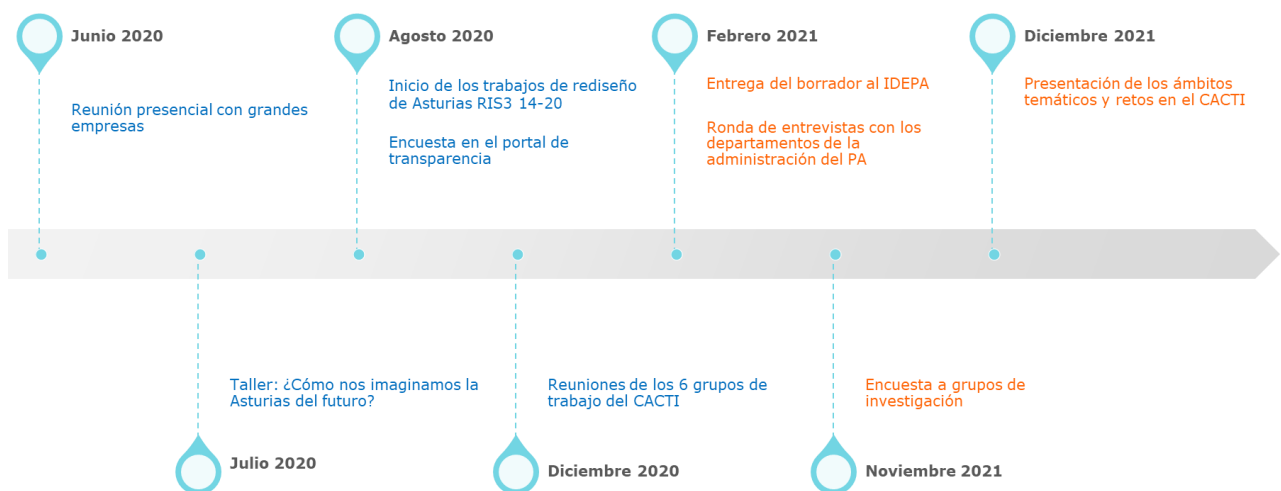 Junio 2020
Reunión presencial con grandes
empresas
Agosto 2020
Inicio de los trabajos de rediseño
de Asturias RIS3 14-20
Encuesta en el portal de
transparencia
Febrero 2021
Entrega del borrador al IDEPA
Ronda de entrevistas con los
departamentos de la
administración del PA
Diciembre 2021
Presentación de los ámbitos
temáticos y retos en el CACTI
Taller: ¿Cómo nos imaginamos la
Asturias del futuro?
Julio 2020
Reuniones de los 6 grupos de
trabajo del CACTI
Diciembre 2020
Encuesta a grupos de
investigación
Noviembre 2021